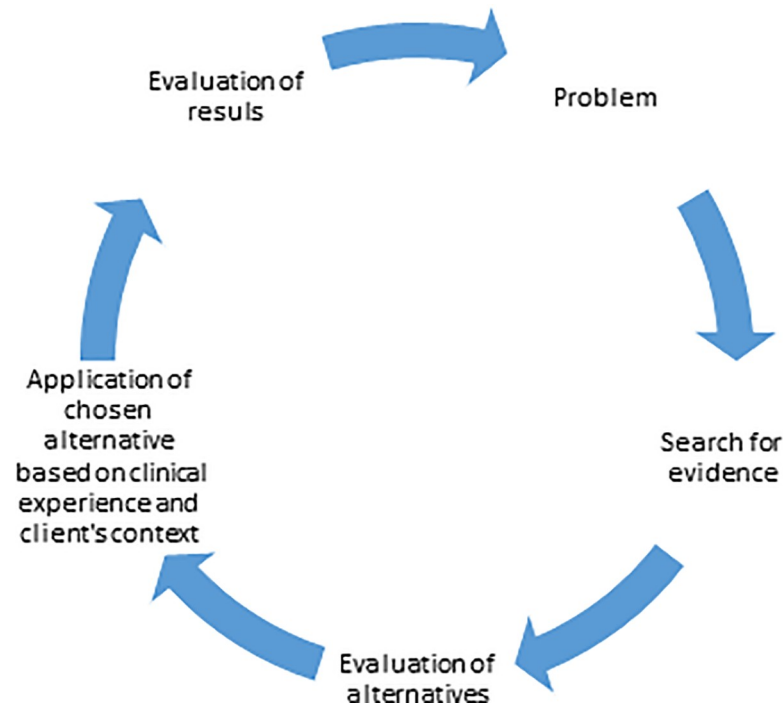 Evaluation of
resuls
Problem
Search for
evidence
Evaluation of
alternatives
Application of
chosen
alternative
based on clinical
experience and
client's context